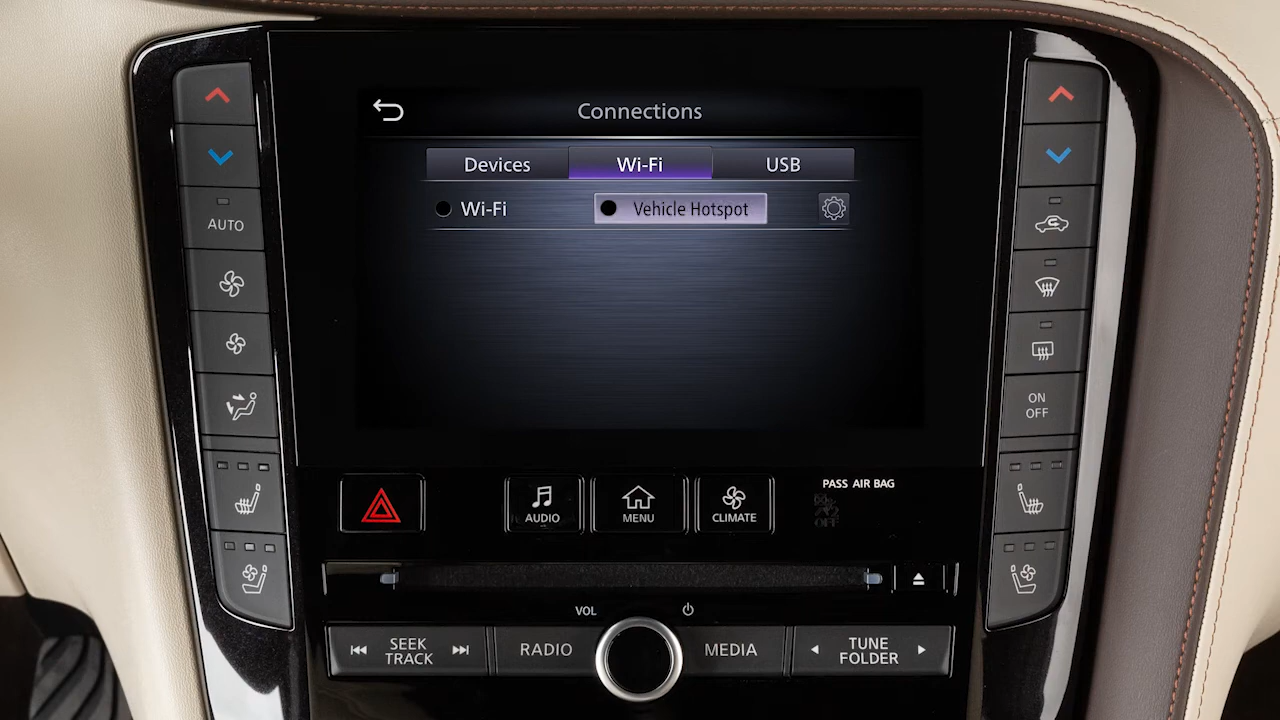 Connections
Devices
Wi-Fi
USB
Wi-Fi
Vehicle Hotspot
AUTO
ON
OFF
PASS AIR BAG
OFF
AUDIO
MENU
CLIMATE
VOL
SEEK
TRACK
RADIO
MEDIA
TUNE
FOLDER